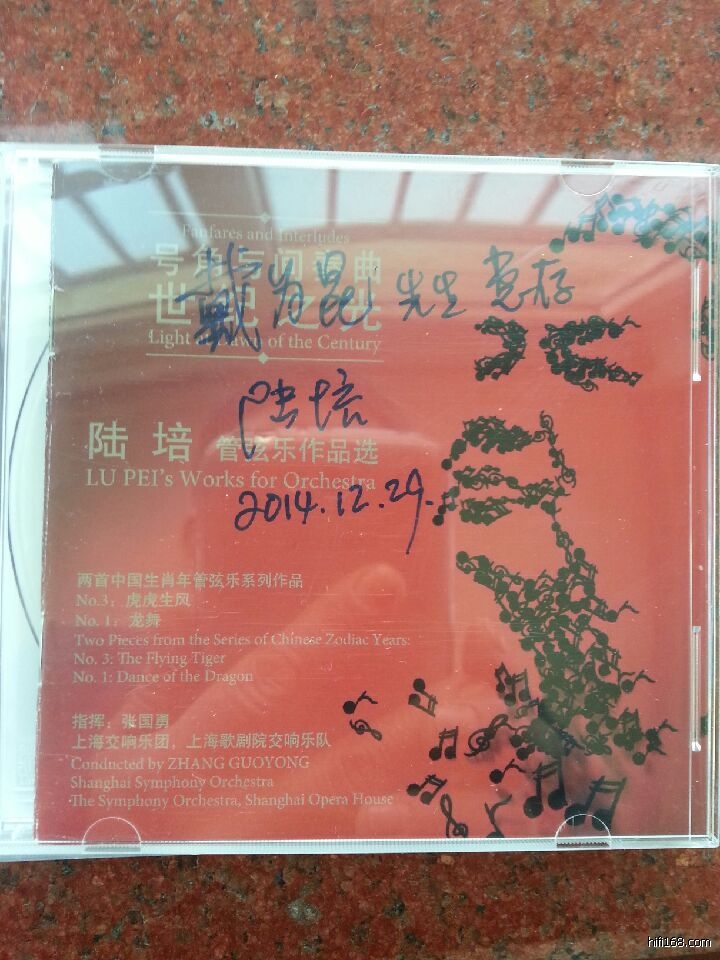 Fanfares and Interludes
号角与间奏曲
世纪之光
Light Dawn of the Century
戴为昆先生惠存
陆培
2014.12.29.
陆 培 管弦乐作品选
LU PEI's Works for Orchestra
两首中国生肖年管弦乐系列作品
No.3：虎虎生风
No. 1：龙舞
Two Pieces from the Series of Chinese Zodiac Years:
No. 3: The Flying Tiger
No. 1: Dance of the Dragon
指挥：张国勇
上海交响乐团，上海歌剧院交响乐队
Conducted by ZHANG GUOYONG
Shanghai Symphony Orchestra
The Symphony Orchestra, Shanghai Opera House
hifi168.com